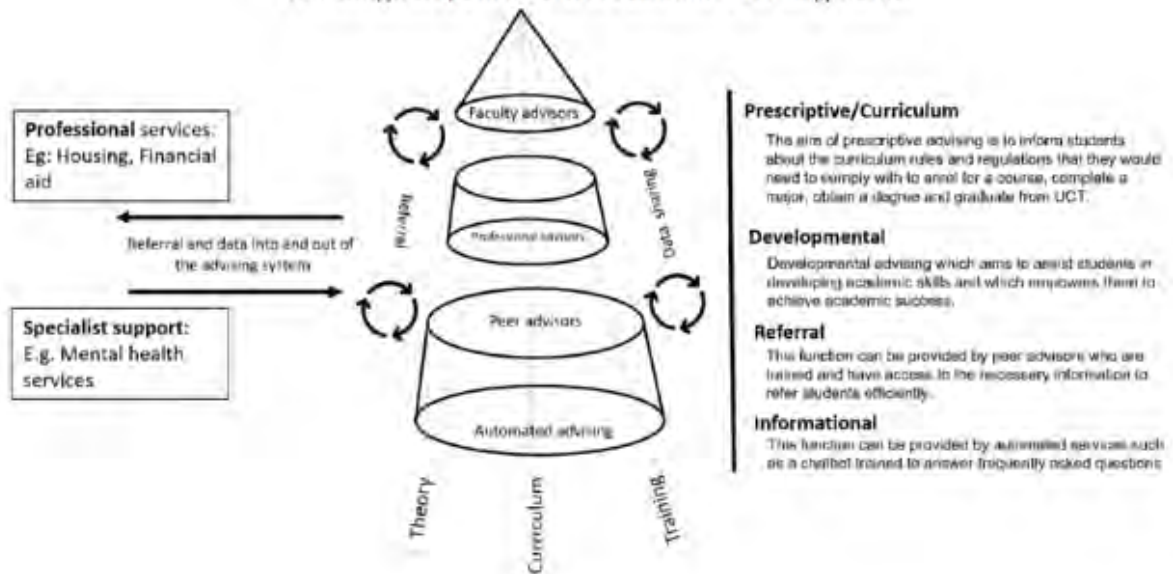 Faculty advisors
Professional services:
Eg: Housing, Financial
aid
Referral
Data sharing
Professional advisors
Referral and data into and out of
the advising system
Peer advisors
Specialist support:
E.g. Mental health
services
Automated advising
Theory
Curriculum
Training
Prescriptive/Curriculum
The aim of prescriptive advising is to inform students
about the curriculum rules and regulations that they would
need to comply with to enrol for a course, complete a
major, obtain a degree and graduate from UCT.
Developmental
Developmental advising which aims to assist students in
developing academic skills and which empowers them to
achieve academic success.
Referral
This function can be provided by peer advisors who are
trained and have access to the necessary information to
refer students efficiently.
Informational
This function can be provided by automated services such
as a chatbot trained to answer frequently asked questions